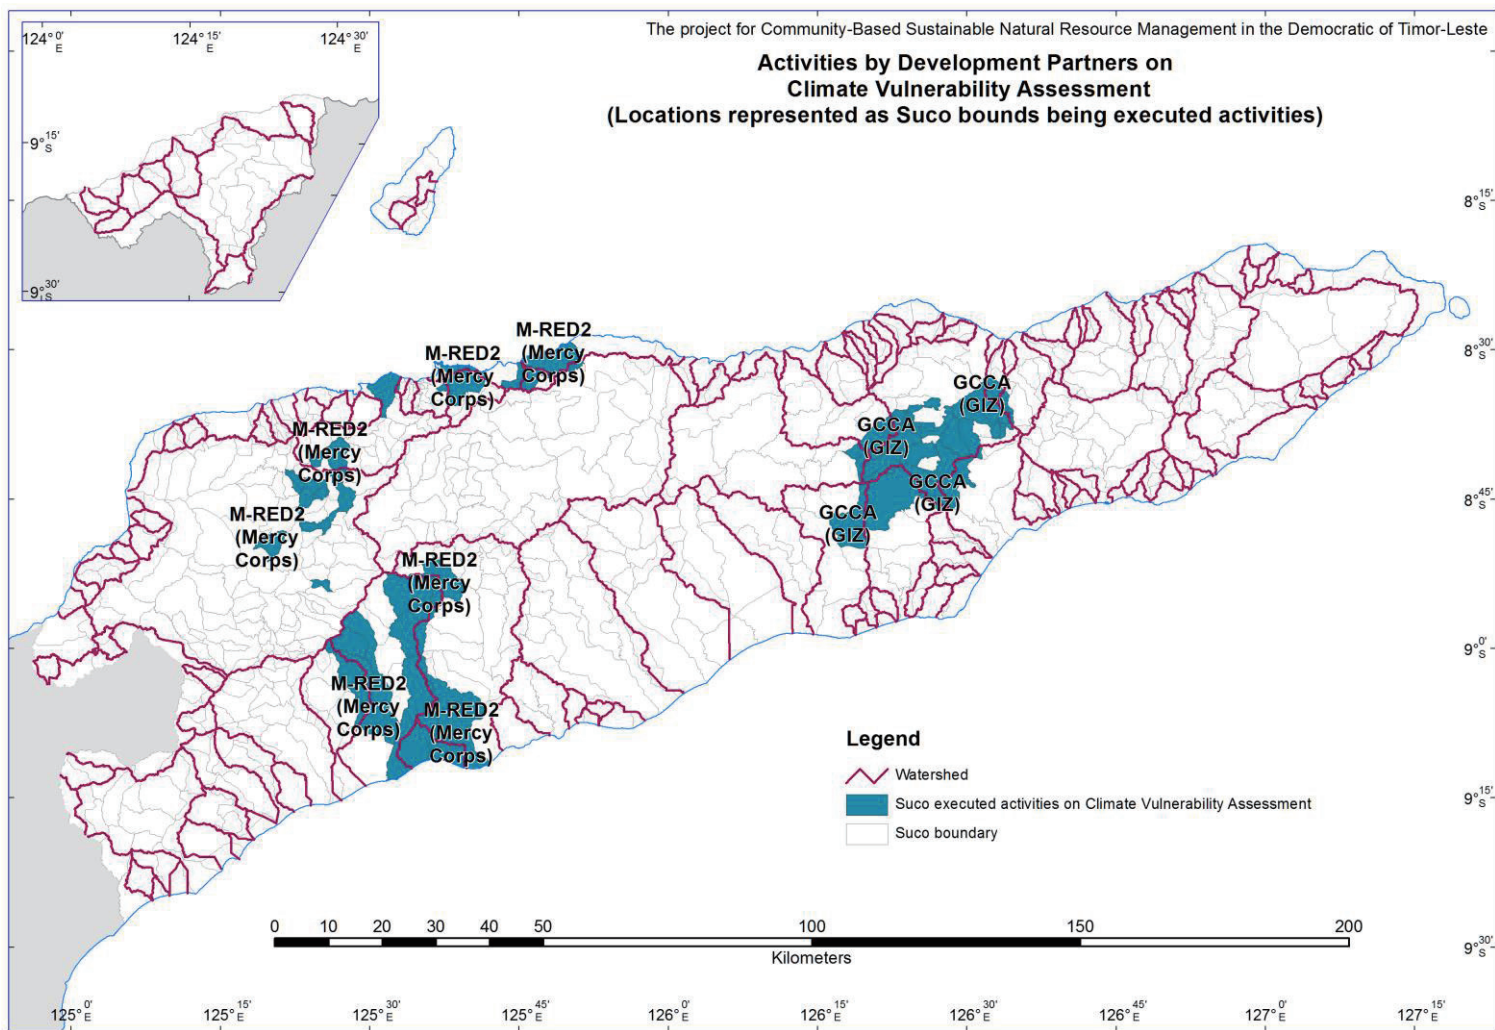 The project for Community-Based Sustainable Natural Resource Management in the Democratic of Timor-Leste
Activities by Development Partners on
Climate Vulnerability Assessment
(Locations represented as Suco bounds being executed activities)
124° 0' E
124° 15' E
124° 30' E
9° 15' S
9° 30' S
8° 15' S
8° 30' S
8° 45' S
9° 0' S
9° 15' S
9° 30' S
M-RED2
(Mercy
Corps)
M-RED2
(Mercy
Corps)
M-RED2
(Mercy
Corps)
M-RED2
(Mercy
Corps)
M-RED2
(Mercy
Corps)
M-RED2
(Mercy
Corps)
M-RED2
(Mercy
Corps)
GCCA
(GIZ)
GCCA
(GIZ)
GCCA
(GIZ)
GCCA
(GIZ)
Legend
Watershed
Suco executed activities on Climate Vulnerability Assessment
Suco boundary
0 10 20 30 40 50 100 150 200
Kilometers
125° 0' E
125° 15' E
125° 30' E
125° 45' E
126° 0' E
126° 15' E
126° 30' E
126° 45' E
127° 0' E
127° 15' E